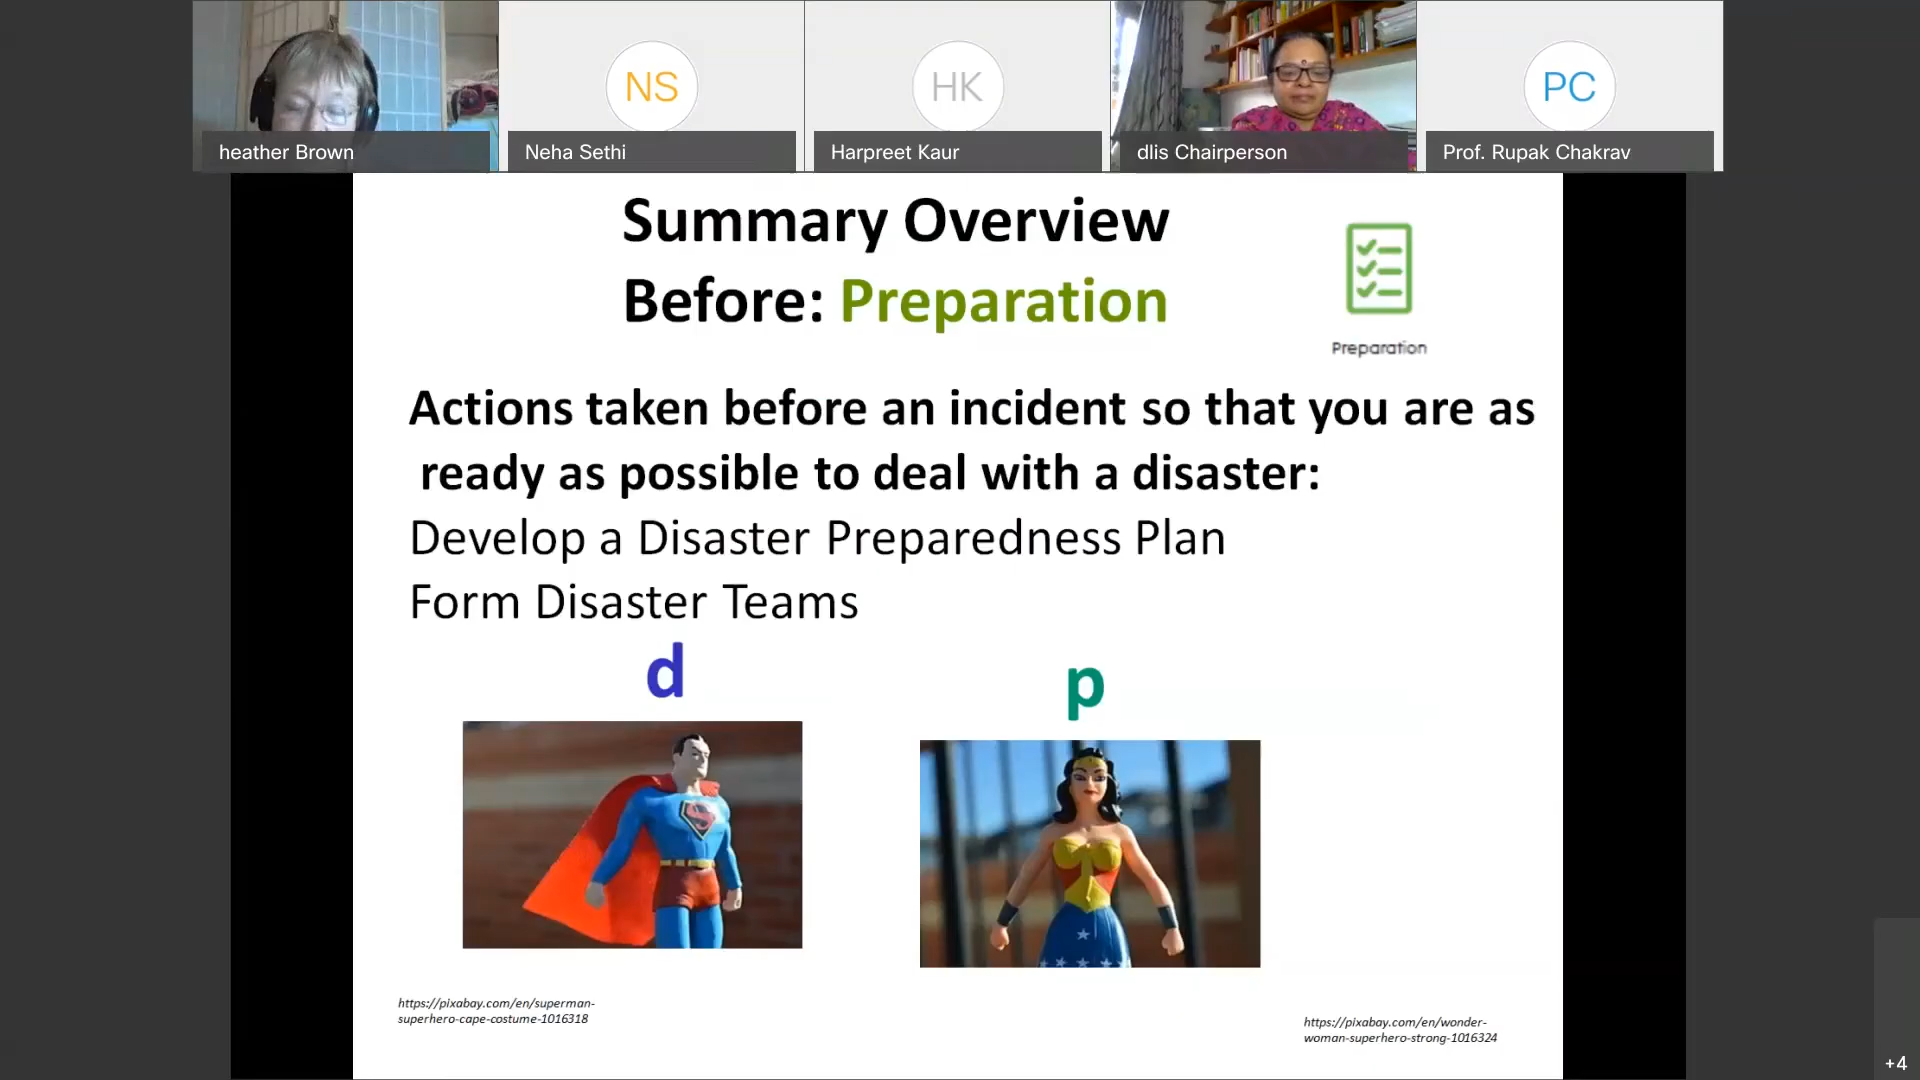 NS
HK
PC
heather Brown
Neha Sethi
Harpreet Kaur
dlis Chairperson
Prof. Rupak Chakrav
Summary Overview
Before: Preparation
Preparation
Actions taken before an incident so that you are as
ready as possible to deal with a disaster:
Develop a Disaster Preparedness Plan
Form Disaster Teams
d
p
S
https://pixabay.com/en/superman-
superhero-cape-costume-1016318
https://pixabay.com/en/wonder-
woman-superhero-strong-1016324
+4